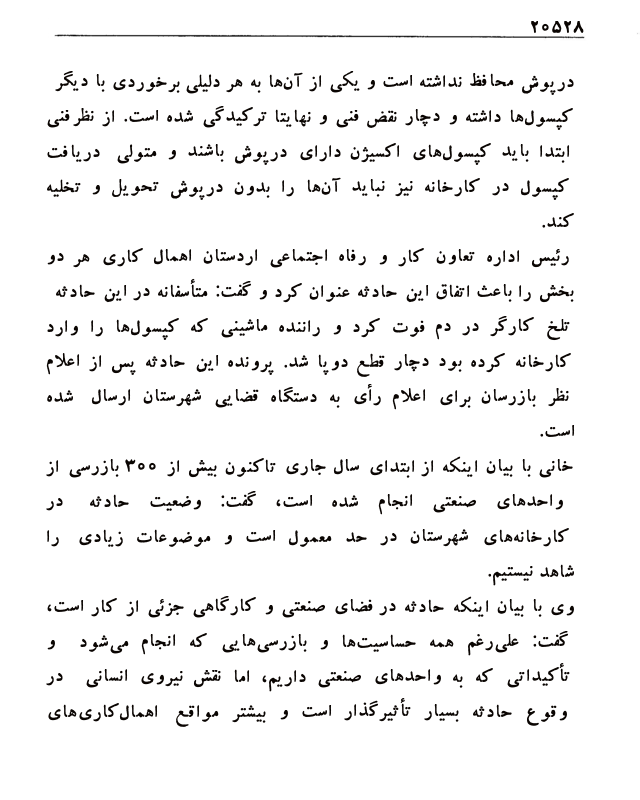 ۲۰۵۲۸
درپوش محافظ نداشته است و یکی از آن‌ها به هر دلیلی برخوردی با دیگر
کپسول‌ها داشته و دچار نقض فنی و نهایتا ترکیدگی شده است. از نظر فنی
ابتدا باید کپسول‌های اکسیژن دارای درپوش باشند و متولی دریافت
کپسول در کارخانه نیز نباید آن‌ها را بدون درپوش تحویل و تخلیه
کند.
رئیس اداره تعاون کار و رفاه اجتماعی اردستان اهمال کاری هر دو
بخش را باعث اتفاق این حادثه عنوان کرد و گفت: متأسفانه در این حادثه
تلخ کارگر در دم فوت کرد و راننده ماشینی که کپسول‌ها را وارد
کارخانه کرده بود دچار قطع دو پا شد. پرونده این حادثه پس از اعلام
نظر بازرسان برای اعلام رأی به دستگاه قضایی شهرستان ارسال شده
است.
خانی با بیان اینکه از ابتدای سال جاری تاکنون بیش از ۳۰۰ بازرسی از
واحدهای صنعتی انجام شده است، گفت: وضعیت حادثه در
کارخانه‌های شهرستان در حد معمول است و موضوعات زیادی را
شاهد نیستیم.
وی با بیان اینکه حادثه در فضای صنعتی و کارگاهی جزئی از کار است،
گفت: علی‌رغم همه حساسیت‌ها و بازرسی‌هایی که انجام می‌شود و
تأکیداتی که به واحدهای صنعتی داریم، اما نقش نیروی انسانی در
وقوع حادثه بسیار تأثیرگذار است و بیشتر مواقع اهمال‌کاری‌های